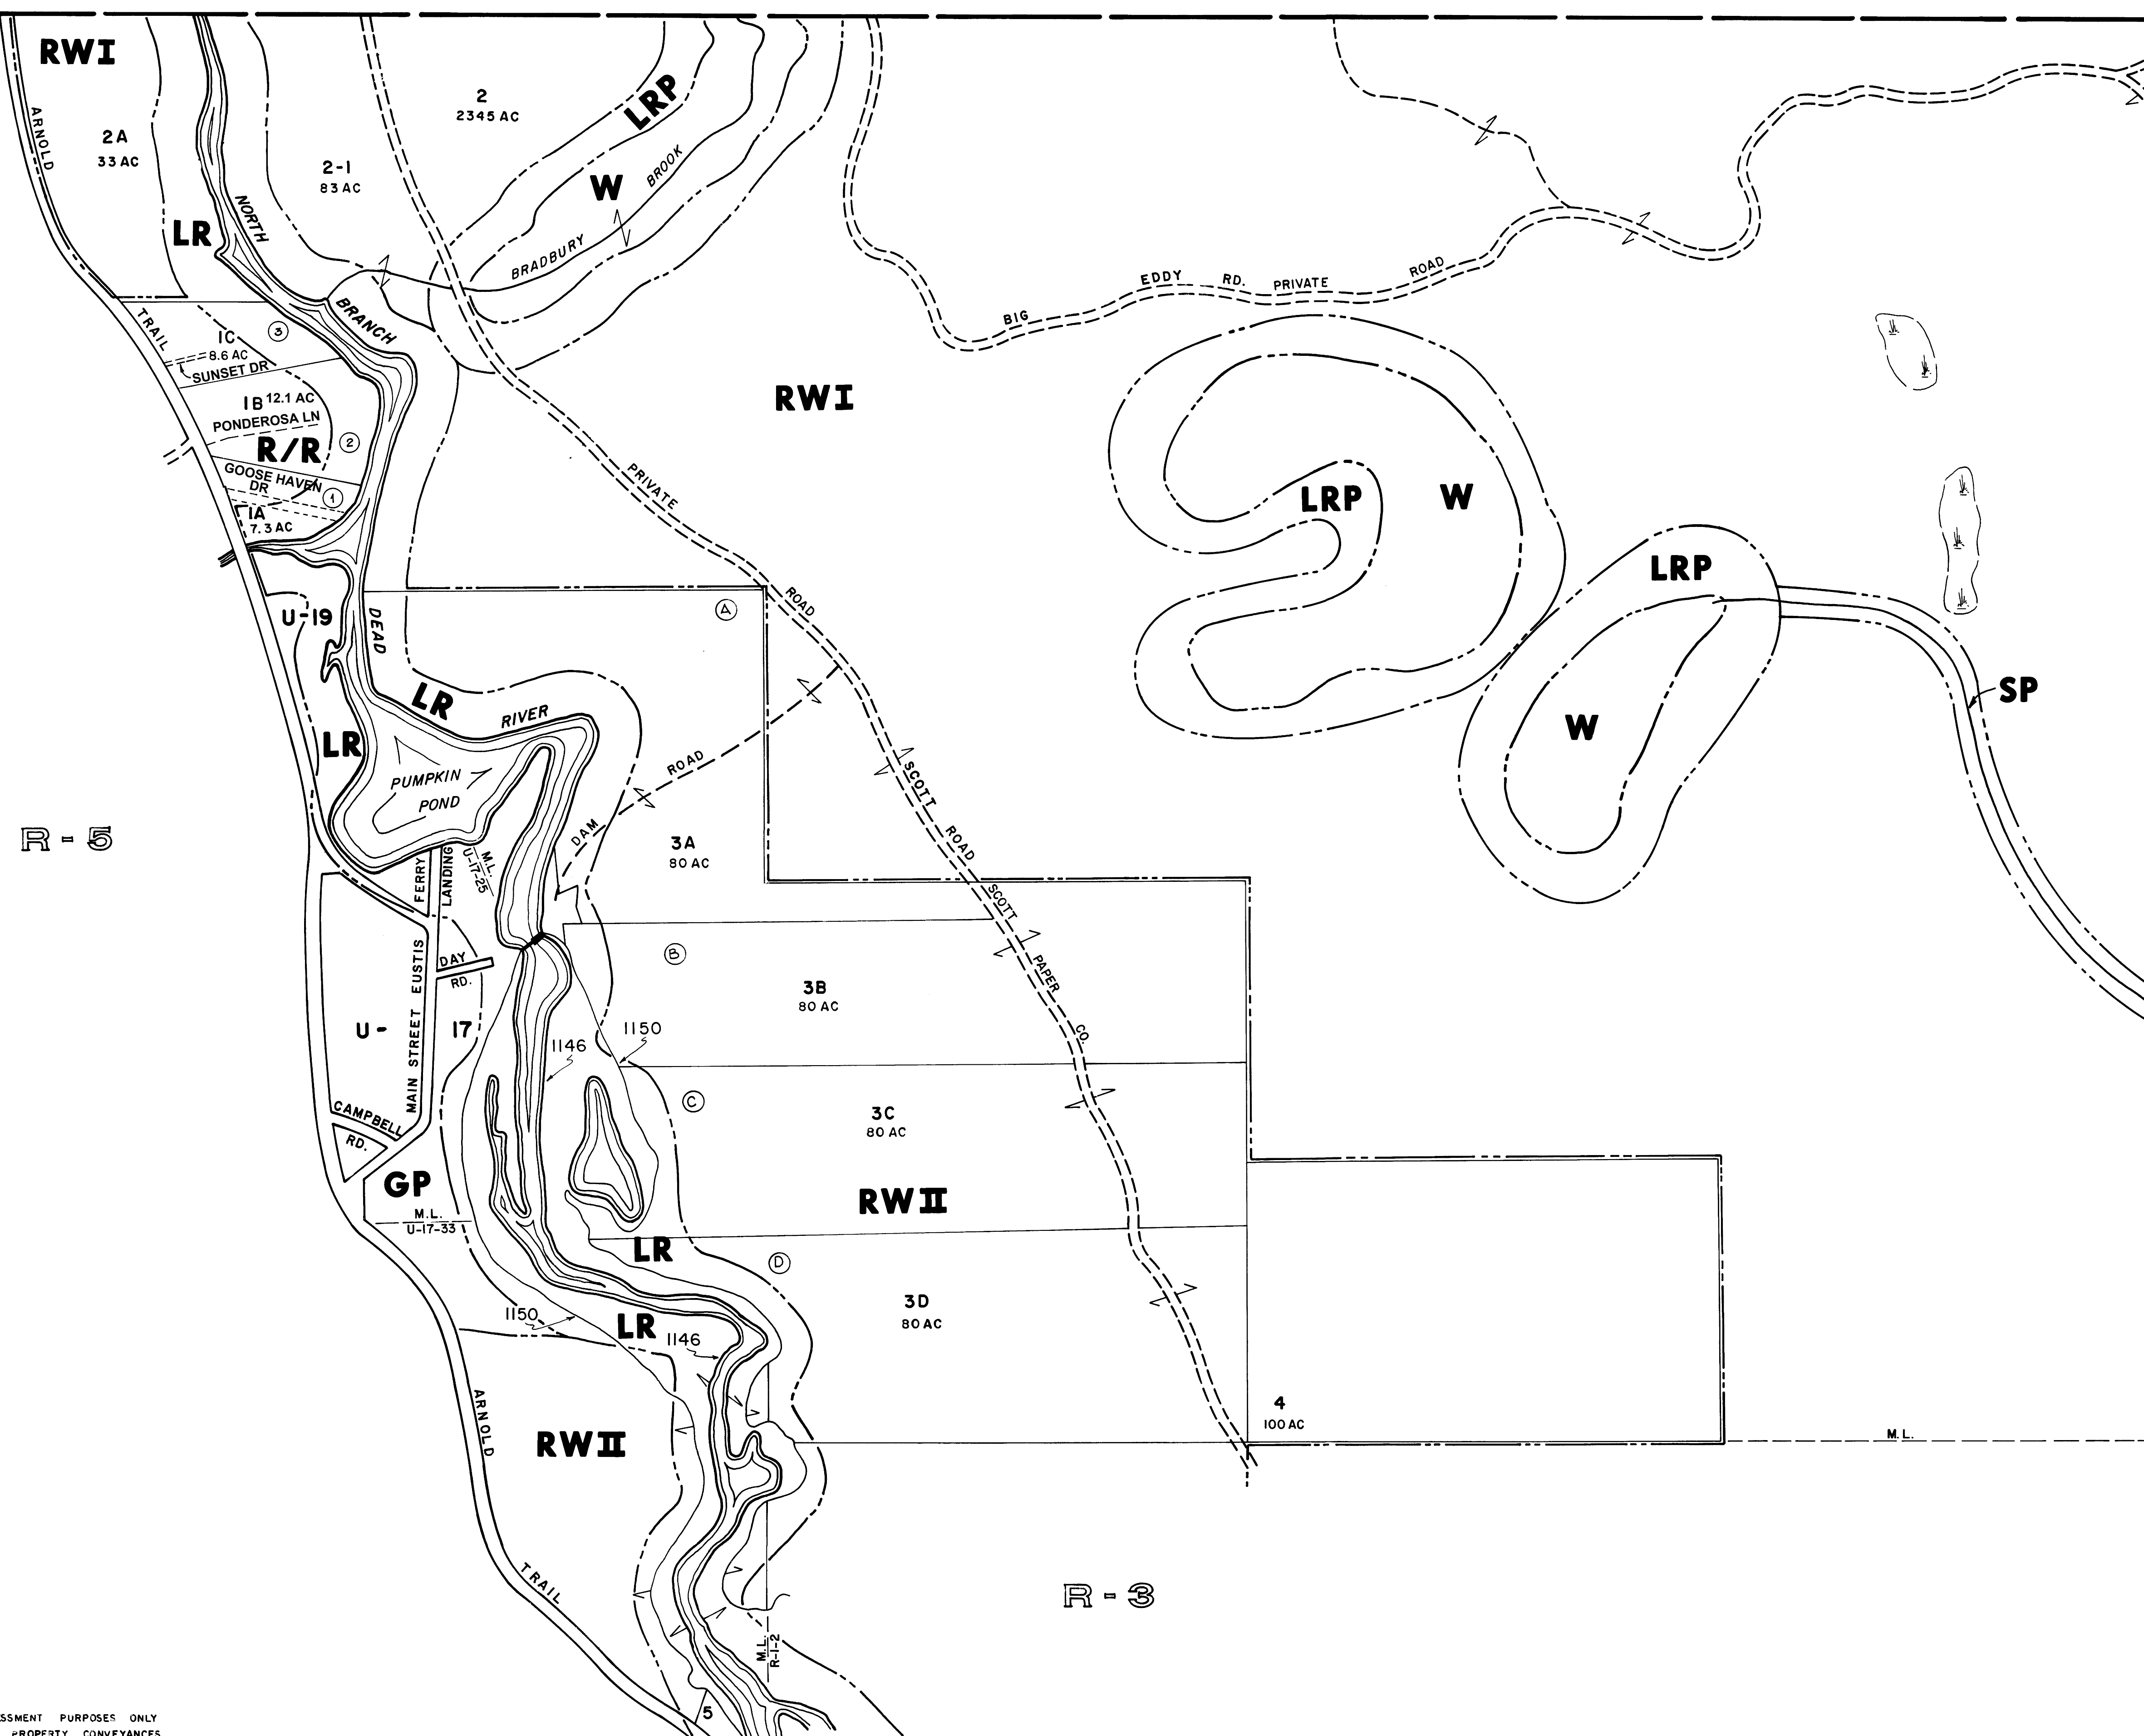 RWI
ARNOLD
2A
33 AC
2
2345 AC
LRP
2-1
83 AC
W
BROOK
BRADBURY
LR
NORTH
BRANCH
TRAIL
3
1C
8.6 AC
SUNSET DR
1B 12.1 AC
PONDEROSA LN
R/R
2
GOOSE HAVEN
DR
1
1A
7.3 AC
BIG EDDY RD. PRIVATE ROAD
RWI
PRIVATE ROAD
LRP
W
LRP
W
SP
U-19
DEAD
A
LR
RIVER
LR
PUMPKIN
POND
ROAD
DAM
SCOTT ROAD
SCOTT PAPER CO.
R-5
3A
80 AC
FERRY
LANDING
M.L.
U-17-25
MAIN STREET EUSTIS
DAY
RD.
B
3B
80 AC
U- 17
1150
1146
C
3C
80 AC
CAMPBELL
RD.
GP
M.L.
U-17-33
RWII
LR
D
3D
80 AC
1150
LR
1146
ARNOLD
RWII
4
100 AC
M.L.
TRAIL
R-3
M.L.
R-1-2
5
SSMENT PURPOSES ONLY
PROPERTY CONVEYANCES